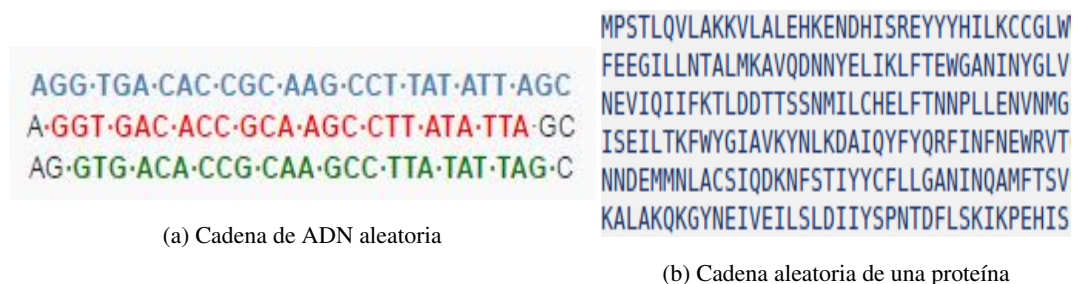 AGG·TGA·CAC·CGC·AAG·CCT·TAT·ATT·AGC
A·GGT·GAC·ACC·GCA·AGC·CTT·ATA·TTA·GC
AG·GTG·ACA·CCG·CAA·GCC·TTA·TAT·TAG·C
(a) Cadena de ADN aleatoria
MPSTLQVLAKKVLALEHKENDHISREYYYHILKCCGLW
FEEGILLNTALMKAVQDNNYELIKLFTEWGANINYGLV
NEVIQIIFKTLDDTTSSNMILCHELFTNNPLLENVNMG
ISEILTKFWYGIAVKYNLKDAIQYFYQRFINFNEWRVT
NNDEMMNLACSIQDKNFSTIYYCFLLGANINQAMFTSV
KALAKQKGYNEIVEILSLDIIYSPNTDFLSKIKPEHIS
(b) Cadena aleatoria de una proteína